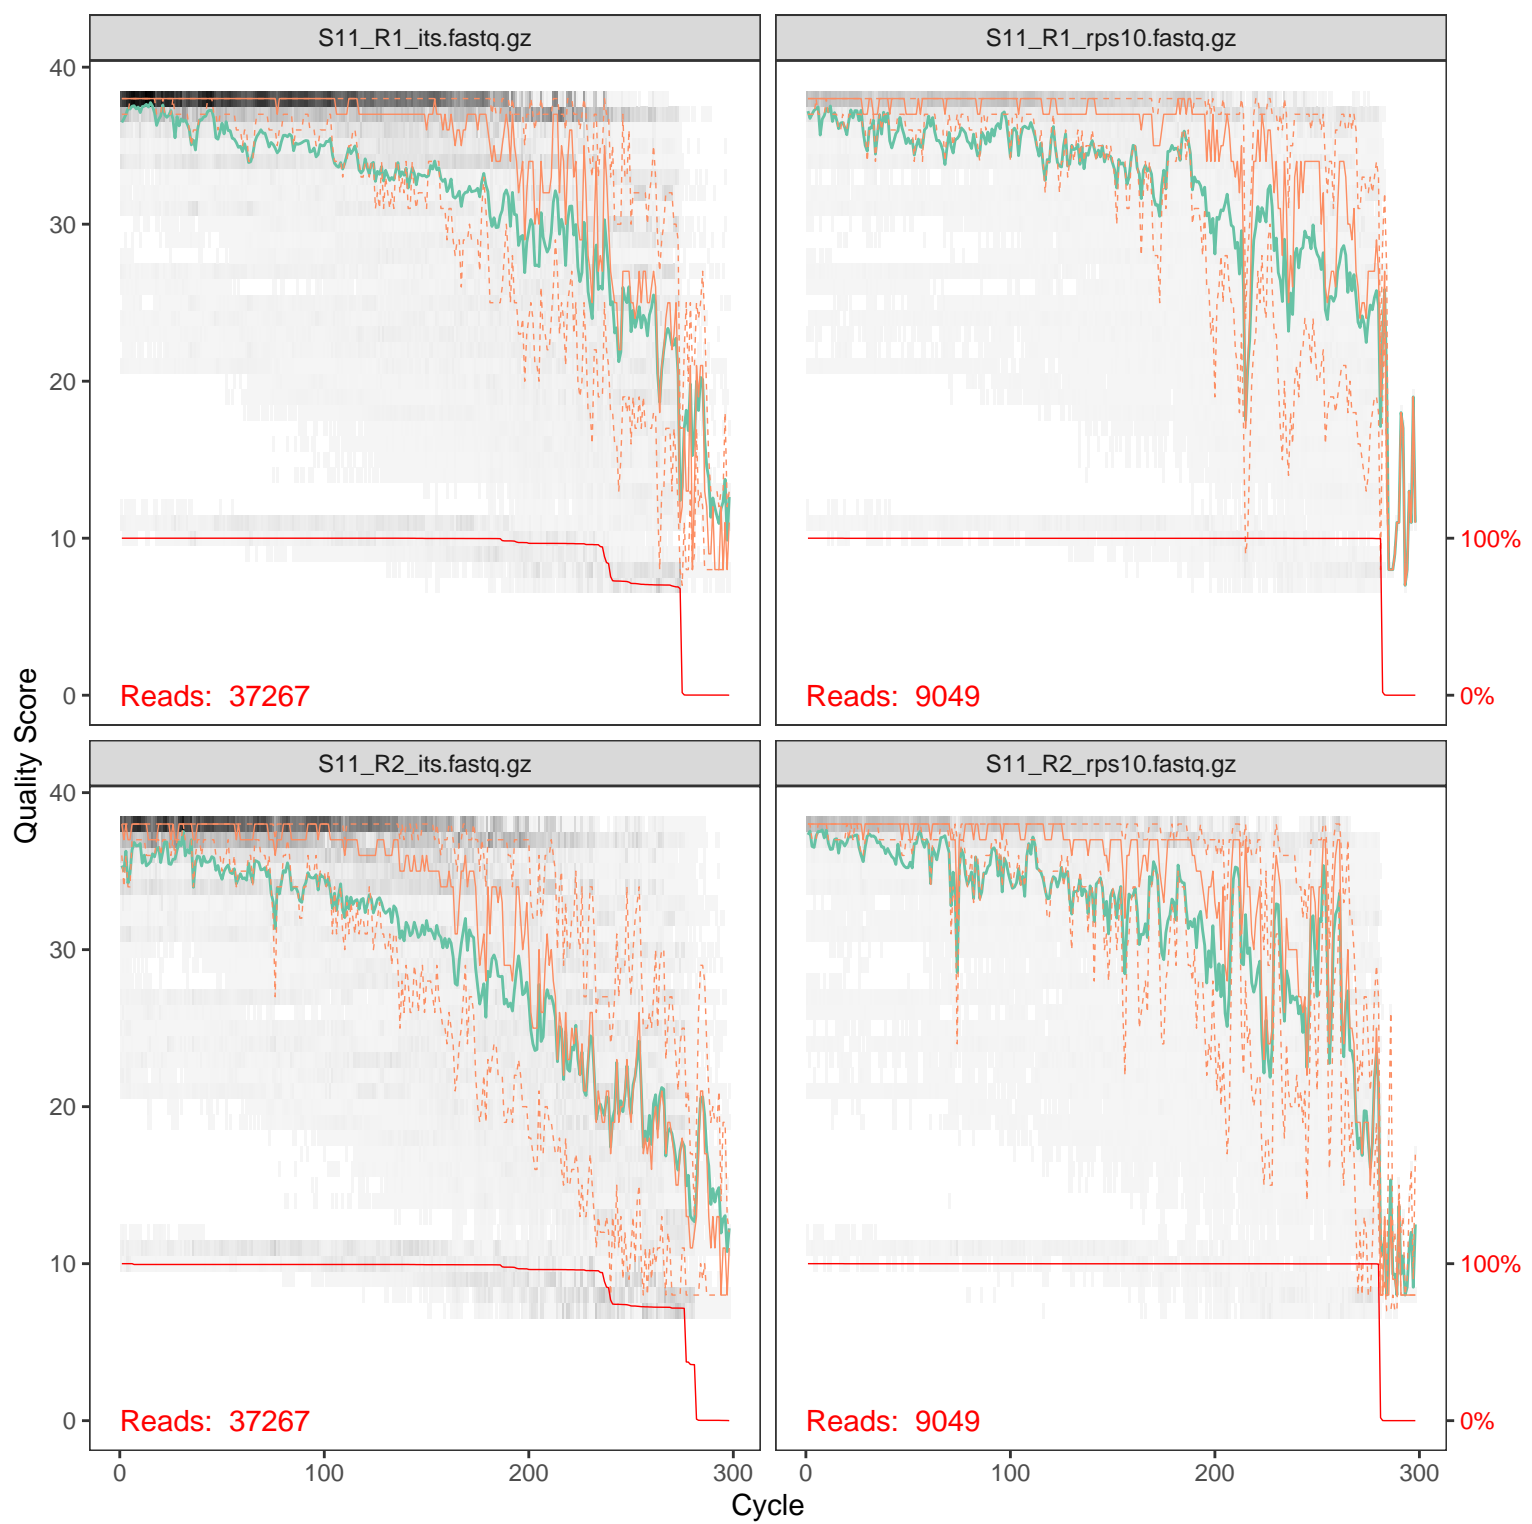 S11_R1_its.fastq.gz
S11_R1_rps10.fastq.gz
40
30
20
10
0
Reads: 37267
Reads: 9049
100%
0%
Quality Score
S11_R2_its.fastq.gz
S11_R2_rps10.fastq.gz
40
30
20
10
0
Reads: 37267
Reads: 9049
100%
0%
0 100 200 300
0 100 200 300
Cycle